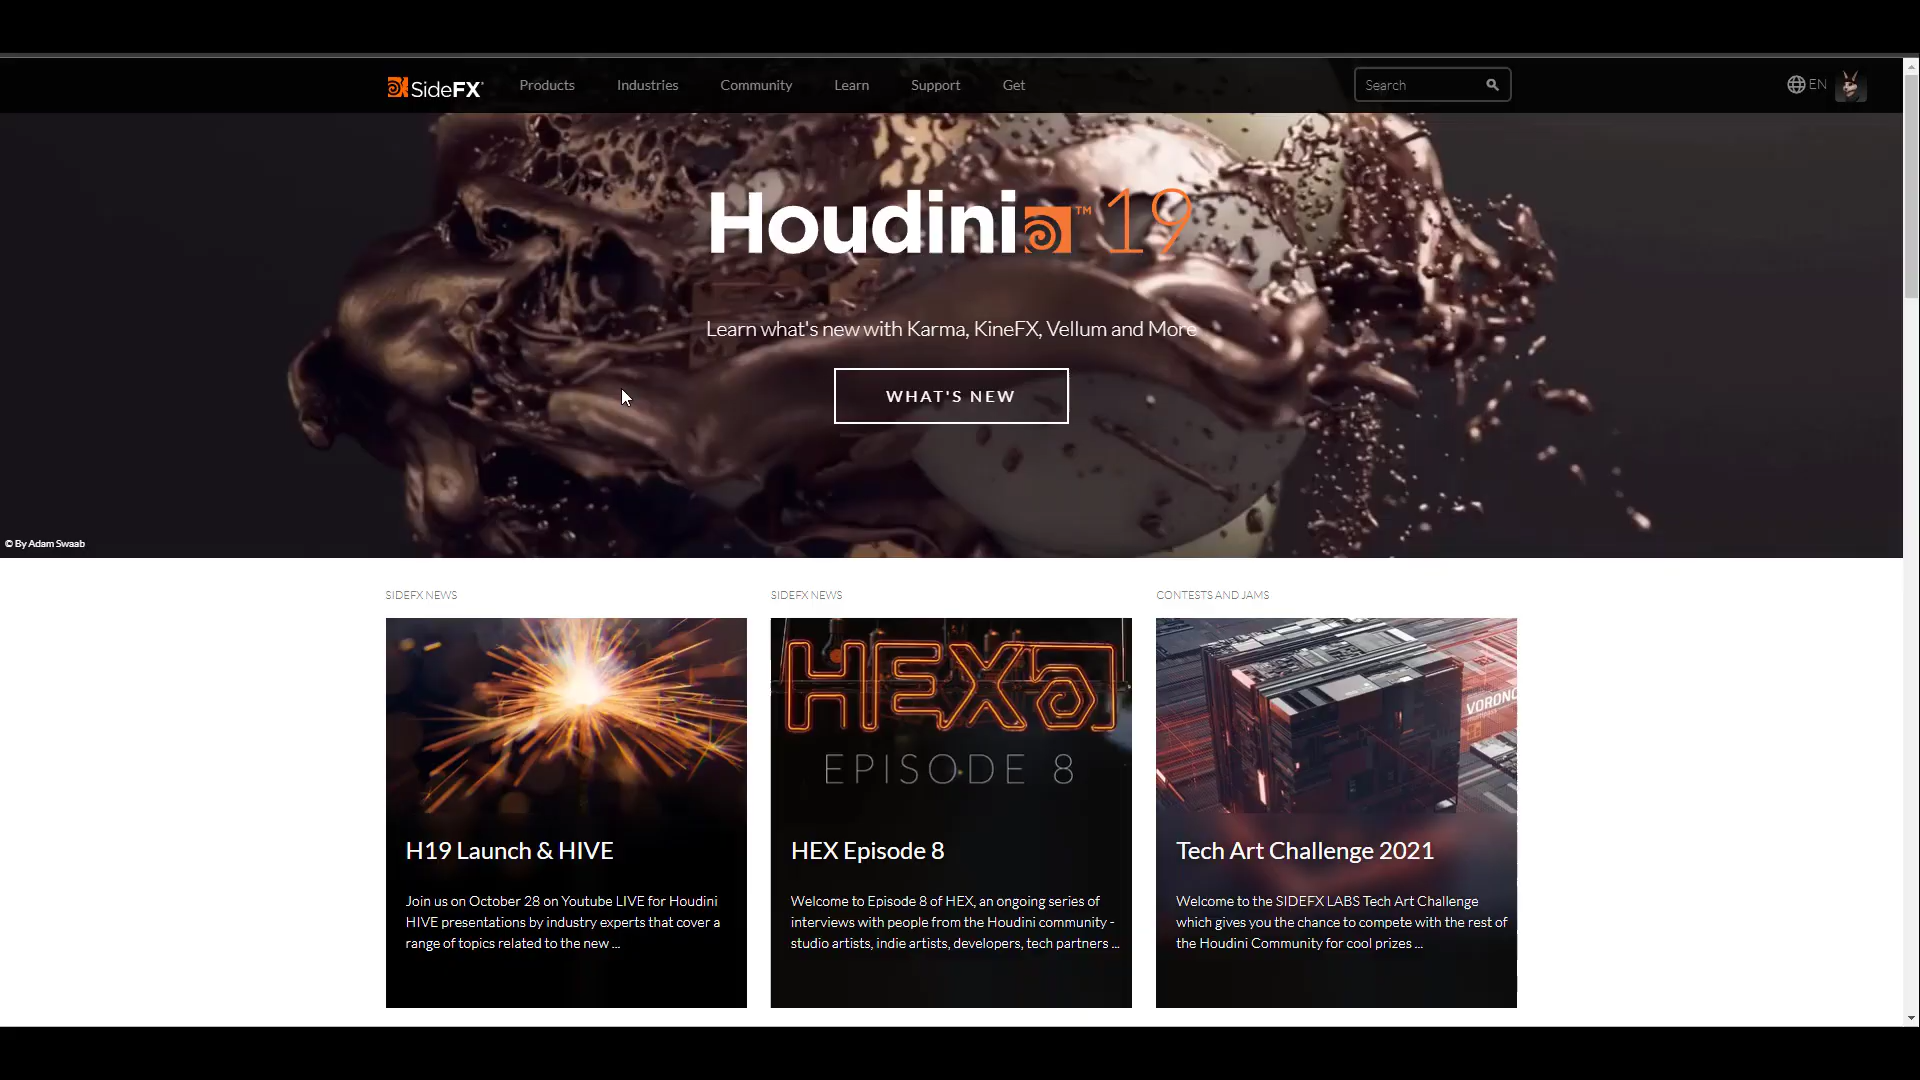 SideFX
Products
Industries
Community
Learn
Support
Get
Search
EN
Houdini™ 19
Learn what's new with Karma, KineFX, Vellum and More
WHAT'S NEW
© By Adam Swaab
SIDEFX NEWS
H19 Launch & HIVE
Join us on October 28 on Youtube LIVE for Houdini
HIVE presentations by industry experts that cover a
range of topics related to the new ...
SIDEFX NEWS
HEX
EPISODE 8
HEX Episode 8
Welcome to Episode 8 of HEX, an ongoing series of
interviews with people from the Houdini community -
studio artists, indie artists, developers, tech partners ...
CONTESTS AND JAMS
VORONO
Tech Art Challenge 2021
Welcome to the SIDEFX LABS Tech Art Challenge
which gives you the chance to compete with the rest of
the Houdini Community for cool prizes ...